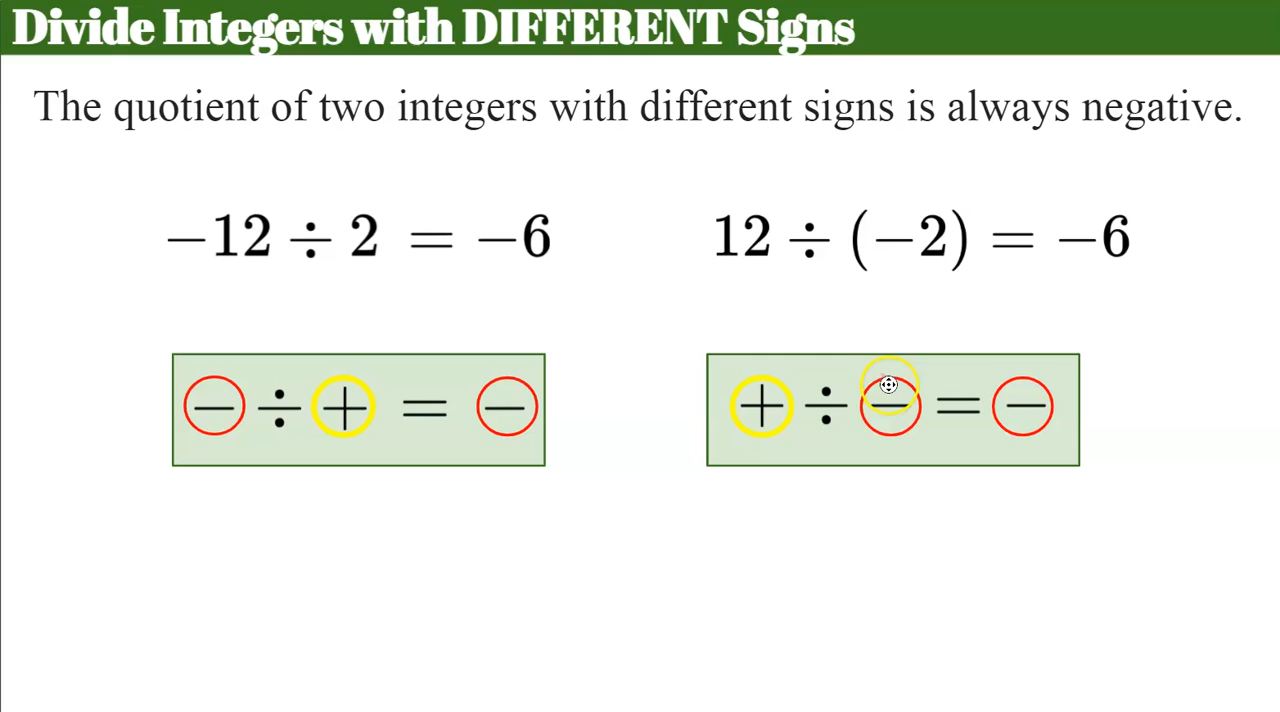 Divide Integers with DIFFERENT Signs
The quotient of two integers with different signs is always negative.
−12 ÷ 2 = −6
12 ÷ (−2) = −6
− ÷ + = −
+ ÷ − = −